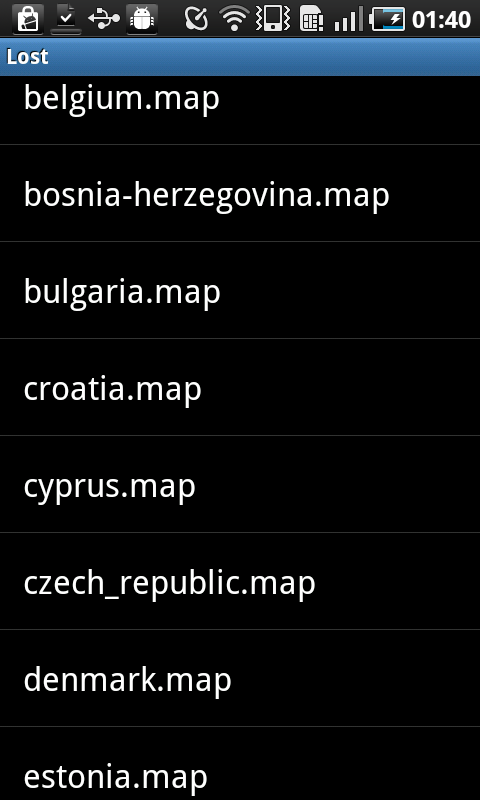 01:40
Lost
belgium.map
bosnia-herzegovina.map
bulgaria.map
croatia.map
cyprus.map
czech_republic.map
denmark.map
estonia.map